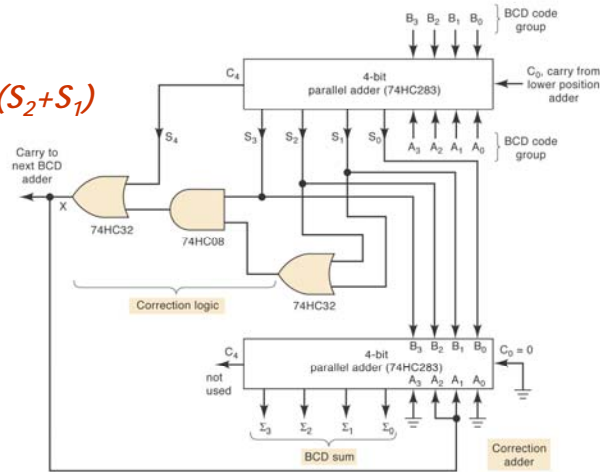 (S2+S1)
B3 B2 B1 B0
BCD code
group
C4
4-bit
parallel adder (74HC283)
C0, carry from
lower position
adder
S4
S3
S2
S1
S0
A3 A2 A1 A0
BCD code
group
Carry to
next BCD
adder
X
74HC32
74HC08
74HC32
Correction logic
C4
not
used
4-bit
parallel adder (74HC283)
B3 B2 B1 B0
A3 A2 A1 A0
C0 = 0
Σ3 Σ2 Σ1 Σ0
BCD sum
Correction
adder